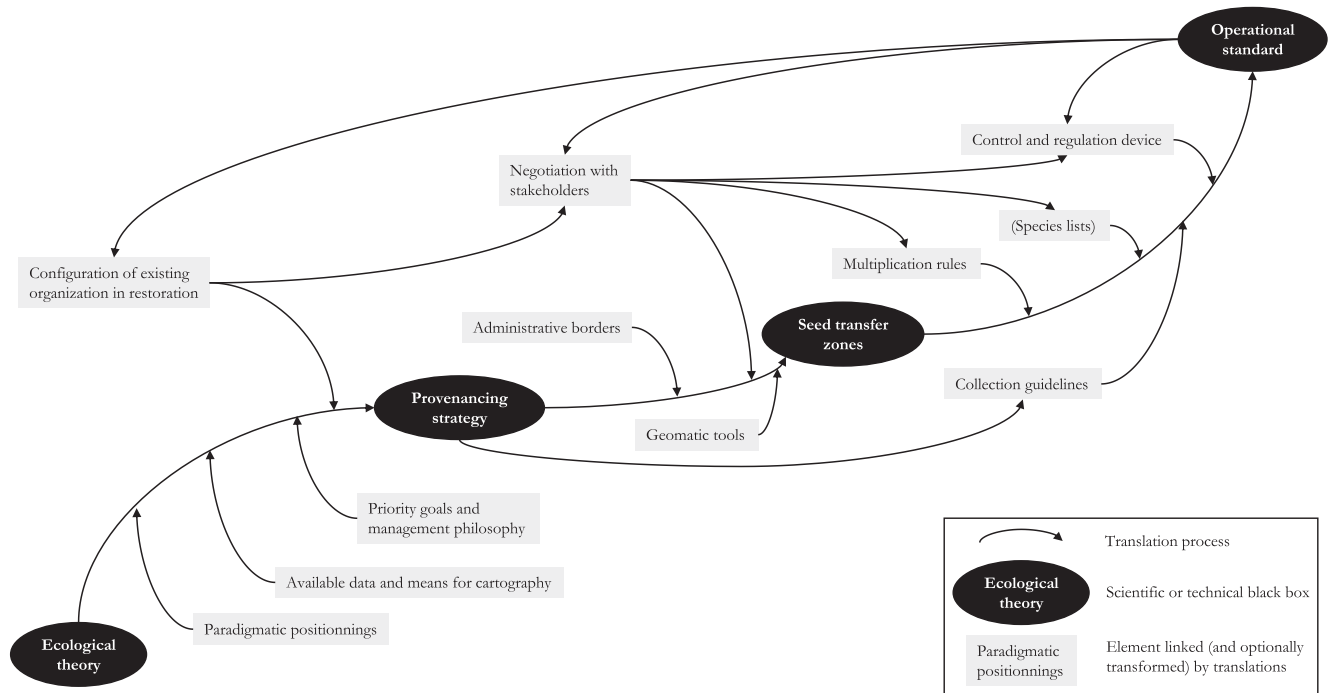 Operational
standard
Control and regulation device
Negotiation with
stakeholders
(Species lists)
Multiplication rules
Configuration of existing
organization in restoration
Administrative borders
Seed transfer
zones
Collection guidelines
Provenancing
strategy
Geomatic tools
Priority goals and
management philosophy
Available data and means for cartography
Paradigmatic positionnings
Ecological
theory
Translation process
Ecological
theory
Scientific or technical black box
Paradigmatic
positionnings
Element linked (and optionally
transformed) by translations